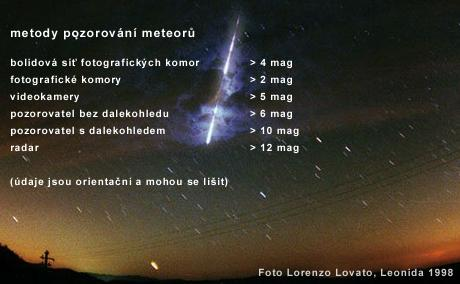 metody pozorování meteorů
bolidová síť fotografických komor > 4 mag
fotografické komory > 2 mag
videokamery > 5 mag
pozorovatel bez dalekohledu > 6 mag
pozorovatel s dalekohledem > 10 mag
radar > 12 mag
(údaje jsou orientační a mohou se lišit)
Foto Lorenzo Lovato, Leonida 1998